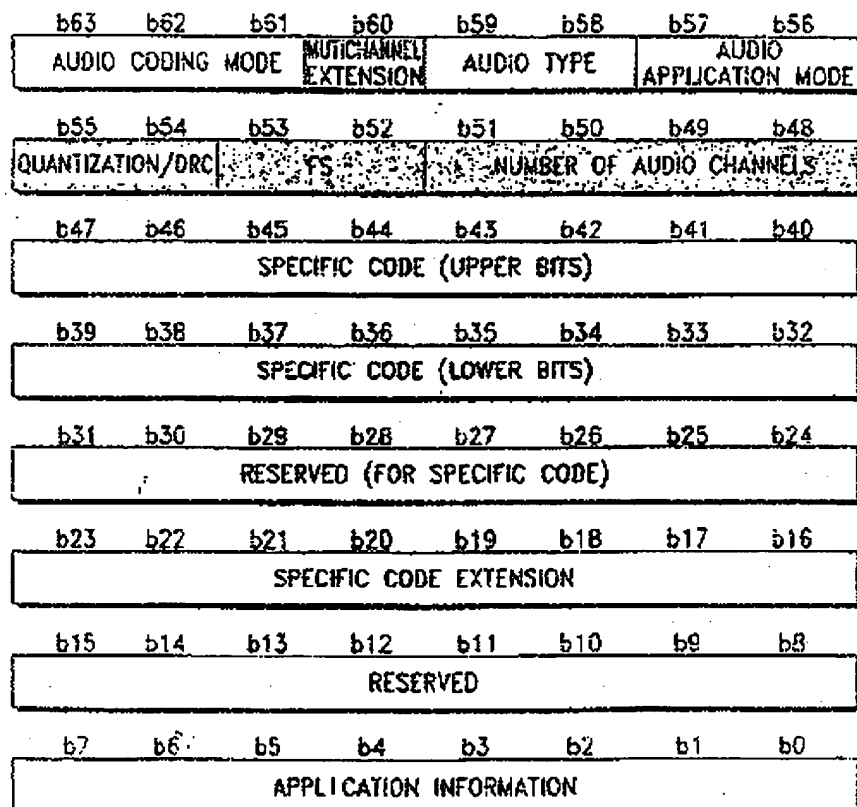 b63 b62 b61 b60 b59 b58 b57 b56
AUDIO CODING MODE MUTICHANNEL EXTENSION AUDIO TYPE AUDIO APPLICATION MODE
b55 b54 b53 b52 b51 b50 b49 b48
QUANTIZATION/DRC FS NUMBER OF AUDIO CHANNELS
b47 b46 b45 b44 b43 b42 b41 b40
SPECIFIC CODE (UPPER BITS)
b39 b38 b37 b36 b35 b34 b33 b32
SPECIFIC CODE (LOWER BITS)
b31 b30 b29 b28 b27 b26 b25 b24
RESERVED (FOR SPECIFIC CODE)
b23 b22 b21 b20 b19 b18 b17 b16
SPECIFIC CODE EXTENSION
b15 b14 b13 b12 b11 b10 b9 b8
RESERVED
b7 b6 b5 b4 b3 b2 b1 b0
APPLICATION INFORMATION